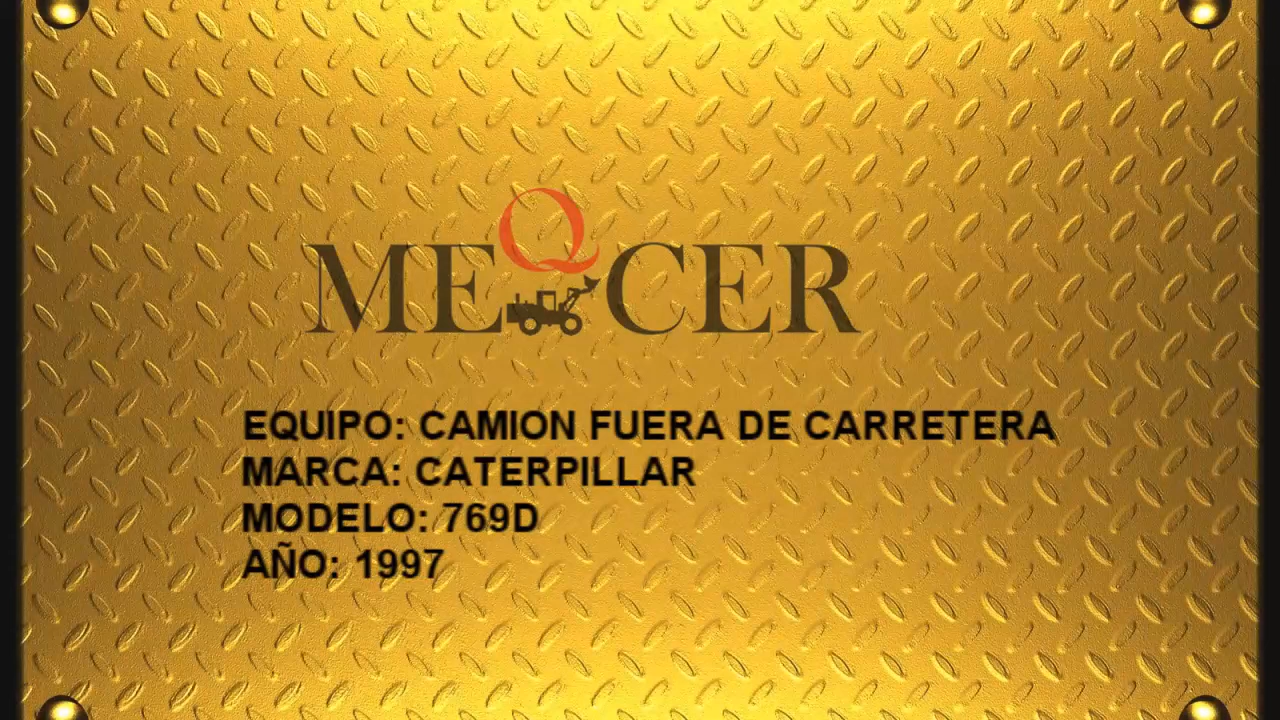 MEQCER
EQUIPO: CAMION FUERA DE CARRETERA
MARCA: CATERPILLAR
MODELO: 769D
AÑO: 1997